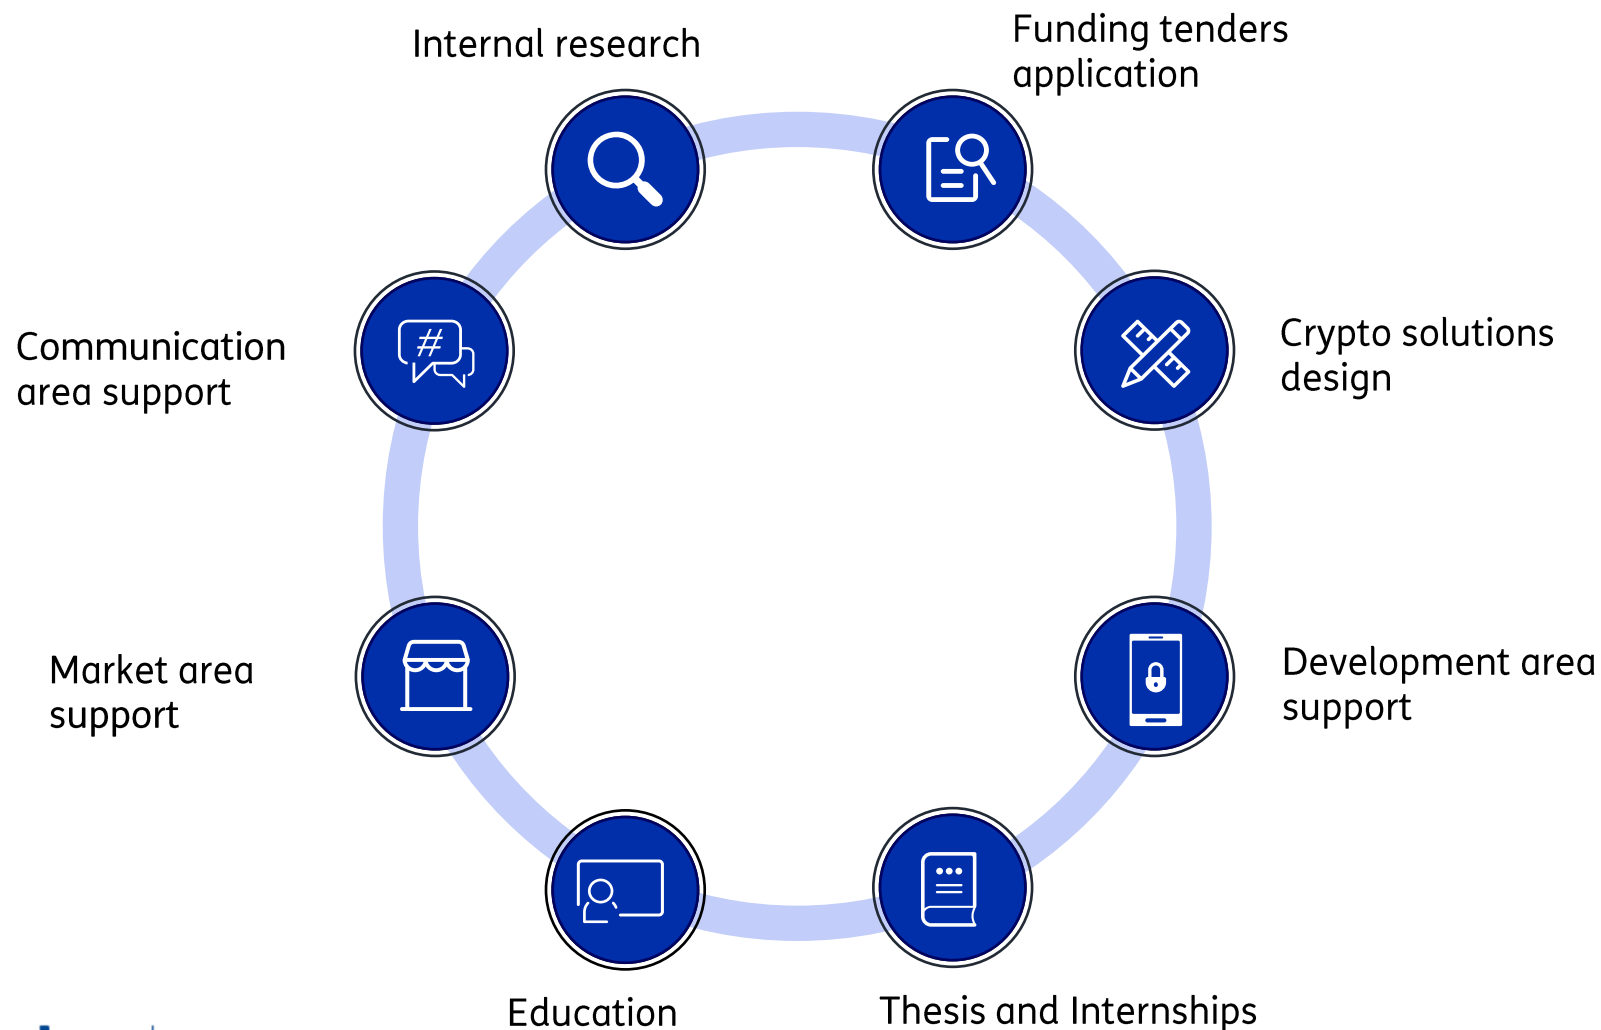 Internal research
Funding tenders
application
#
Communication
area support
Crypto solutions
design
Market area
support
Development area
support
Education
Thesis and Internships